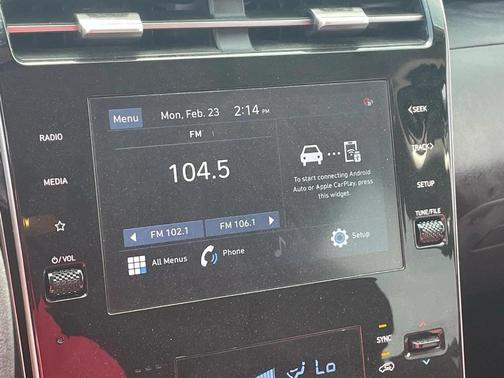 Menu Mon, Feb. 23 2:14 PM
FM
104.5
To start connecting Android
Auto or Apple CarPlay, press
this widget.
FM 102.1 FM 106.1
All Menus Phone Setup
RADIO
MEDIA
VOL
SEEK
TRACK
SETUP
TUNE/FILE
SYNC
Lo